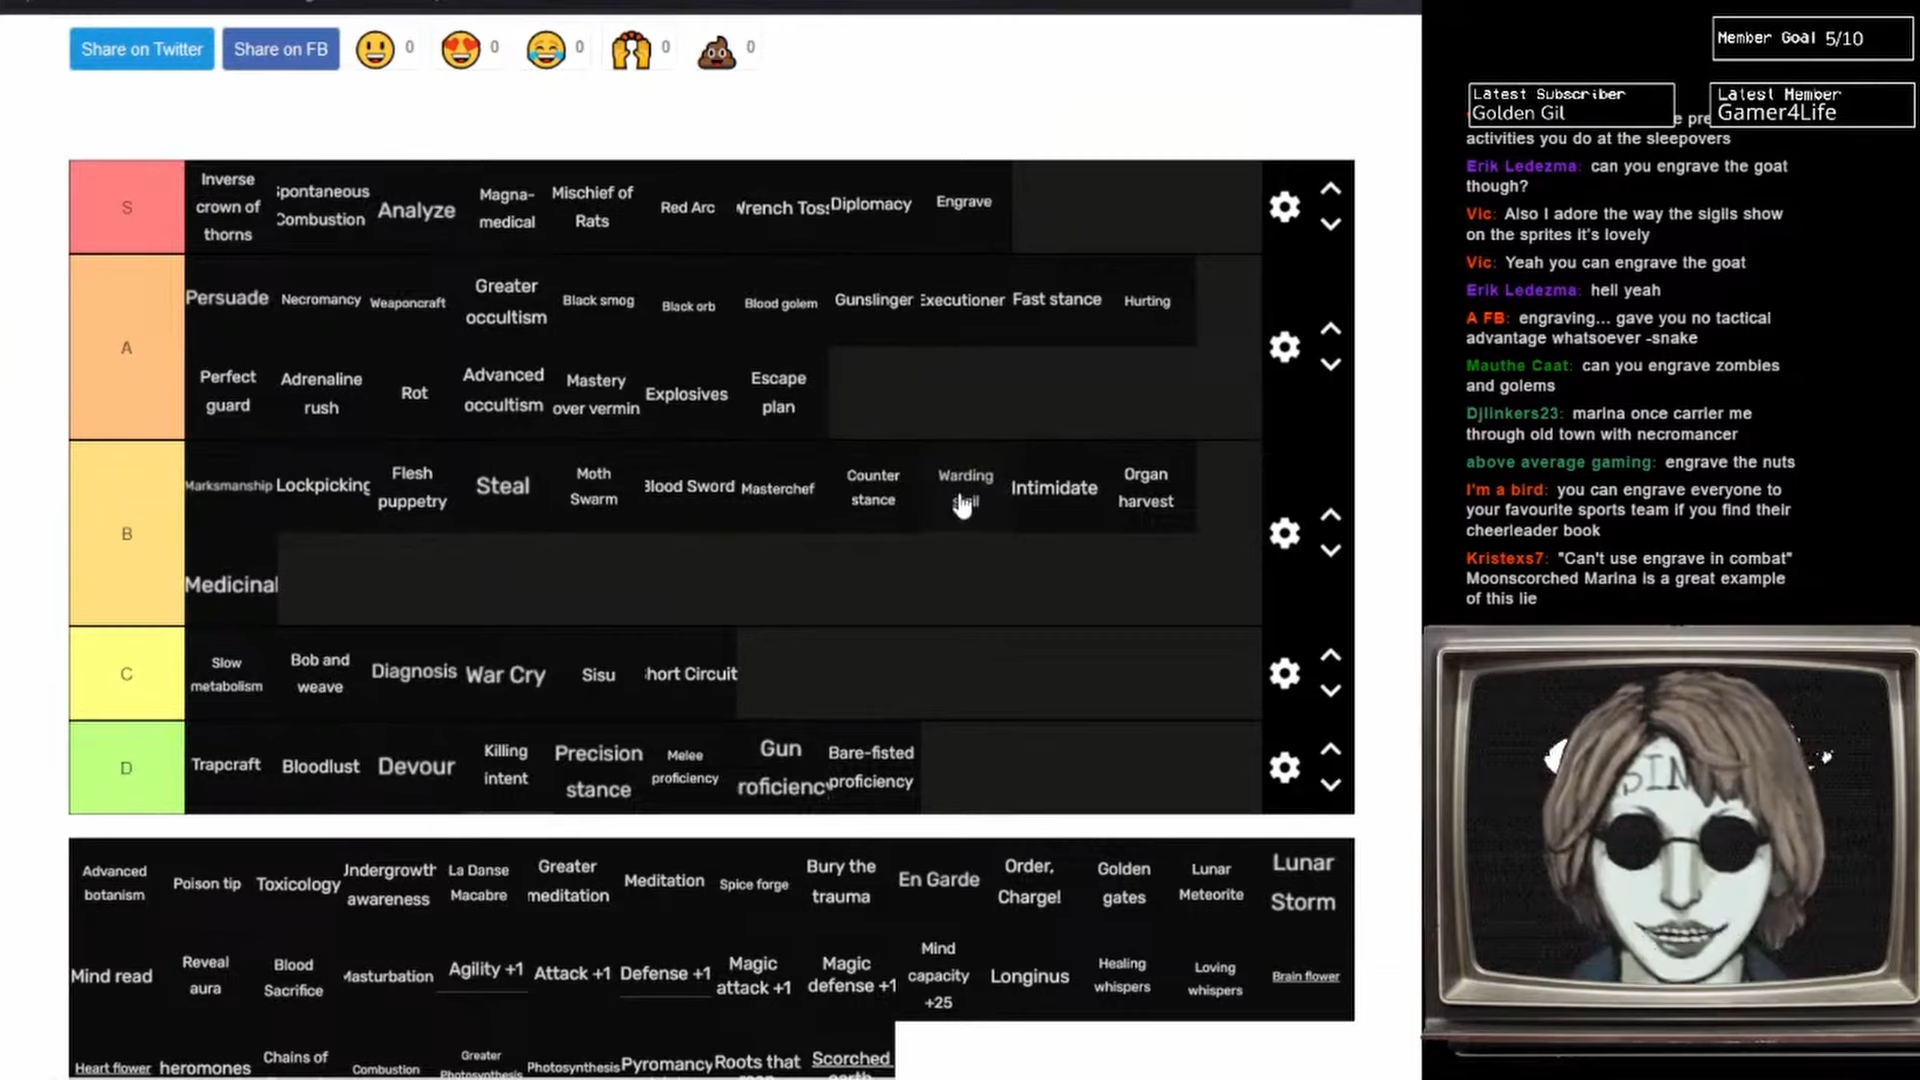 Share on Twitter
Share on FB
0
0
0
0
0
Member Goal 5/10
Latest Subscriber
Golden Gil
Latest Member
Gamer4Life
e pre
activities you do at the sleepovers
Erik Ledezma: can you engrave the goat
though?
Vic: Also I adore the way the sigils show
on the sprites it's lovely
Vic: Yeah you can engrave the goat
Erik Ledezma: hell yeah
A FB: engraving... gave you no tactical
advantage whatsoever -snake
Mauthe Caat: can you engrave zombies
and golems
Djlinkers23: marina once carrier me
through old town with necromancer
above average gaming: engrave the nuts
I'm a bird: you can engrave everyone to
your favourite sports team if you find their
cheerleader book
Kristexs7: "Can't use engrave in combat"
Moonscorched Marina is a great example
of this lie
SIN
S
Inverse
crown of
thorns
Spontaneous
Combustion
Analyze
Magna-
medical
Mischief of
Rats
Red Arc
Wrench Toss
Diplomacy
Engrave
A
Persuade
Necromancy
Weaponcraft
Greater
occultism
Black smog
Black orb
Blood golem
Gunslinger
Executioner
Fast stance
Hurting
Perfect
guard
Adrenaline
rush
Rot
Advanced
occultism
Mastery
over vermin
Explosives
Escape
plan
B
Marksmanship
Lockpicking
Flesh
puppetry
Steal
Moth
Swarm
Blood Sword
Masterchef
Counter
stance
Warding
Intimidate
Organ
harvest
Medicinal
C
Slow
metabolism
Bob and
weave
Diagnosis
War Cry
Sisu
hort Circuit
D
Trapcraft
Bloodlust
Devour
Killing
intent
Precision
stance
Melee
proficiency
Gun
roficienc
Bare-fisted
proficiency
Advanced
botanism
Poison tip
Toxicology
Undergrowth
awareness
La Danse
Macabre
Greater
meditation
Meditation
Spice forge
Bury the
trauma
En Garde
Order,
Charge!
Golden
gates
Lunar
Meteorite
Lunar
Storm
Mind read
Reveal
aura
Blood
Sacrifice
Masturbation
Agility +1
Attack +1
Defense +1
Magic
attack +1
Magic
defense +1
Mind
capacity
+25
Longinus
Healing
whispers
Loving
whispers
Brain flower
Heart flower
heromones
Chains of
Combustion
Greater
Photosynthesis
Photosynthesis
Pyromancy
Roots that
Scorched
earth